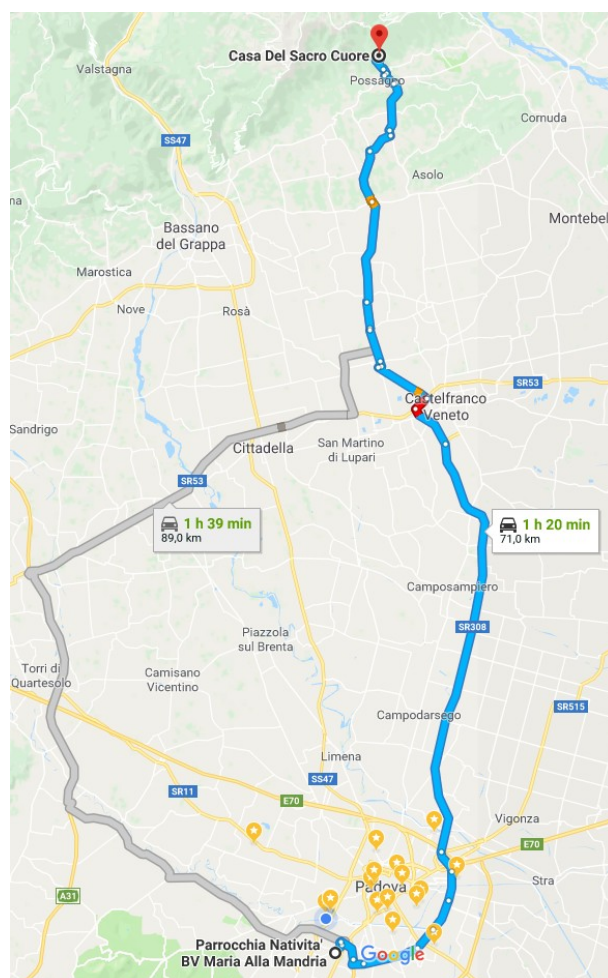 Casa Del Sacro Cuore
Possagno
Valstagna
Cornuda
SS47
Asolo
Bassano
del Grappa
Montebel
Marostica
Nove
Rosà
SR53
Castelfranco
Veneto
Sandrigo
Cittadella
San Martino
di Lupari
SR53
1 h 39 min
89,0 km
1 h 20 min
71,0 km
Camposampiero
SR308
Piazzola
sul Brenta
Torri di
Quartesolo
Camisano
Vicentino
SR515
Campodarsego
Limena
SS47
SR11
E70
Vigonza
E70
Stra
Padova
A31
Parrocchia Nativita'
BV Maria Alla Mandria
Google